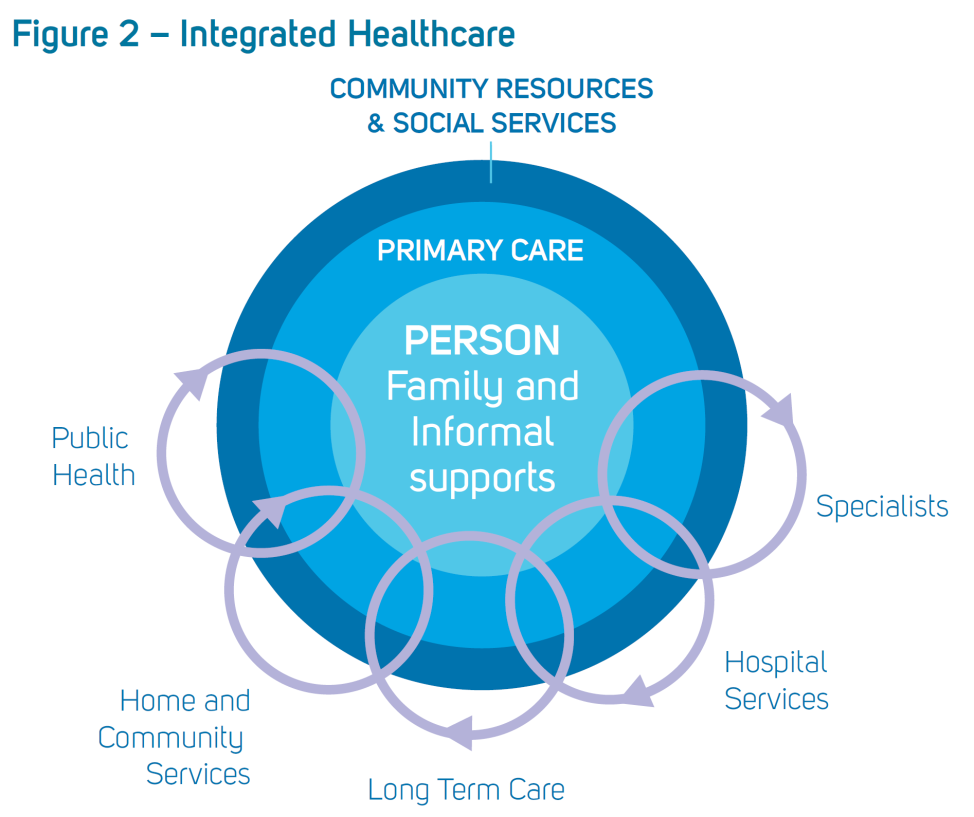 Figure 2 – Integrated Healthcare
COMMUNITY RESOURCES
& SOCIAL SERVICES
PRIMARY CARE
PERSON
Family and
Informal
supports
Public
Health
Specialists
Home and
Community
Services
Hospital
Services
Long Term Care